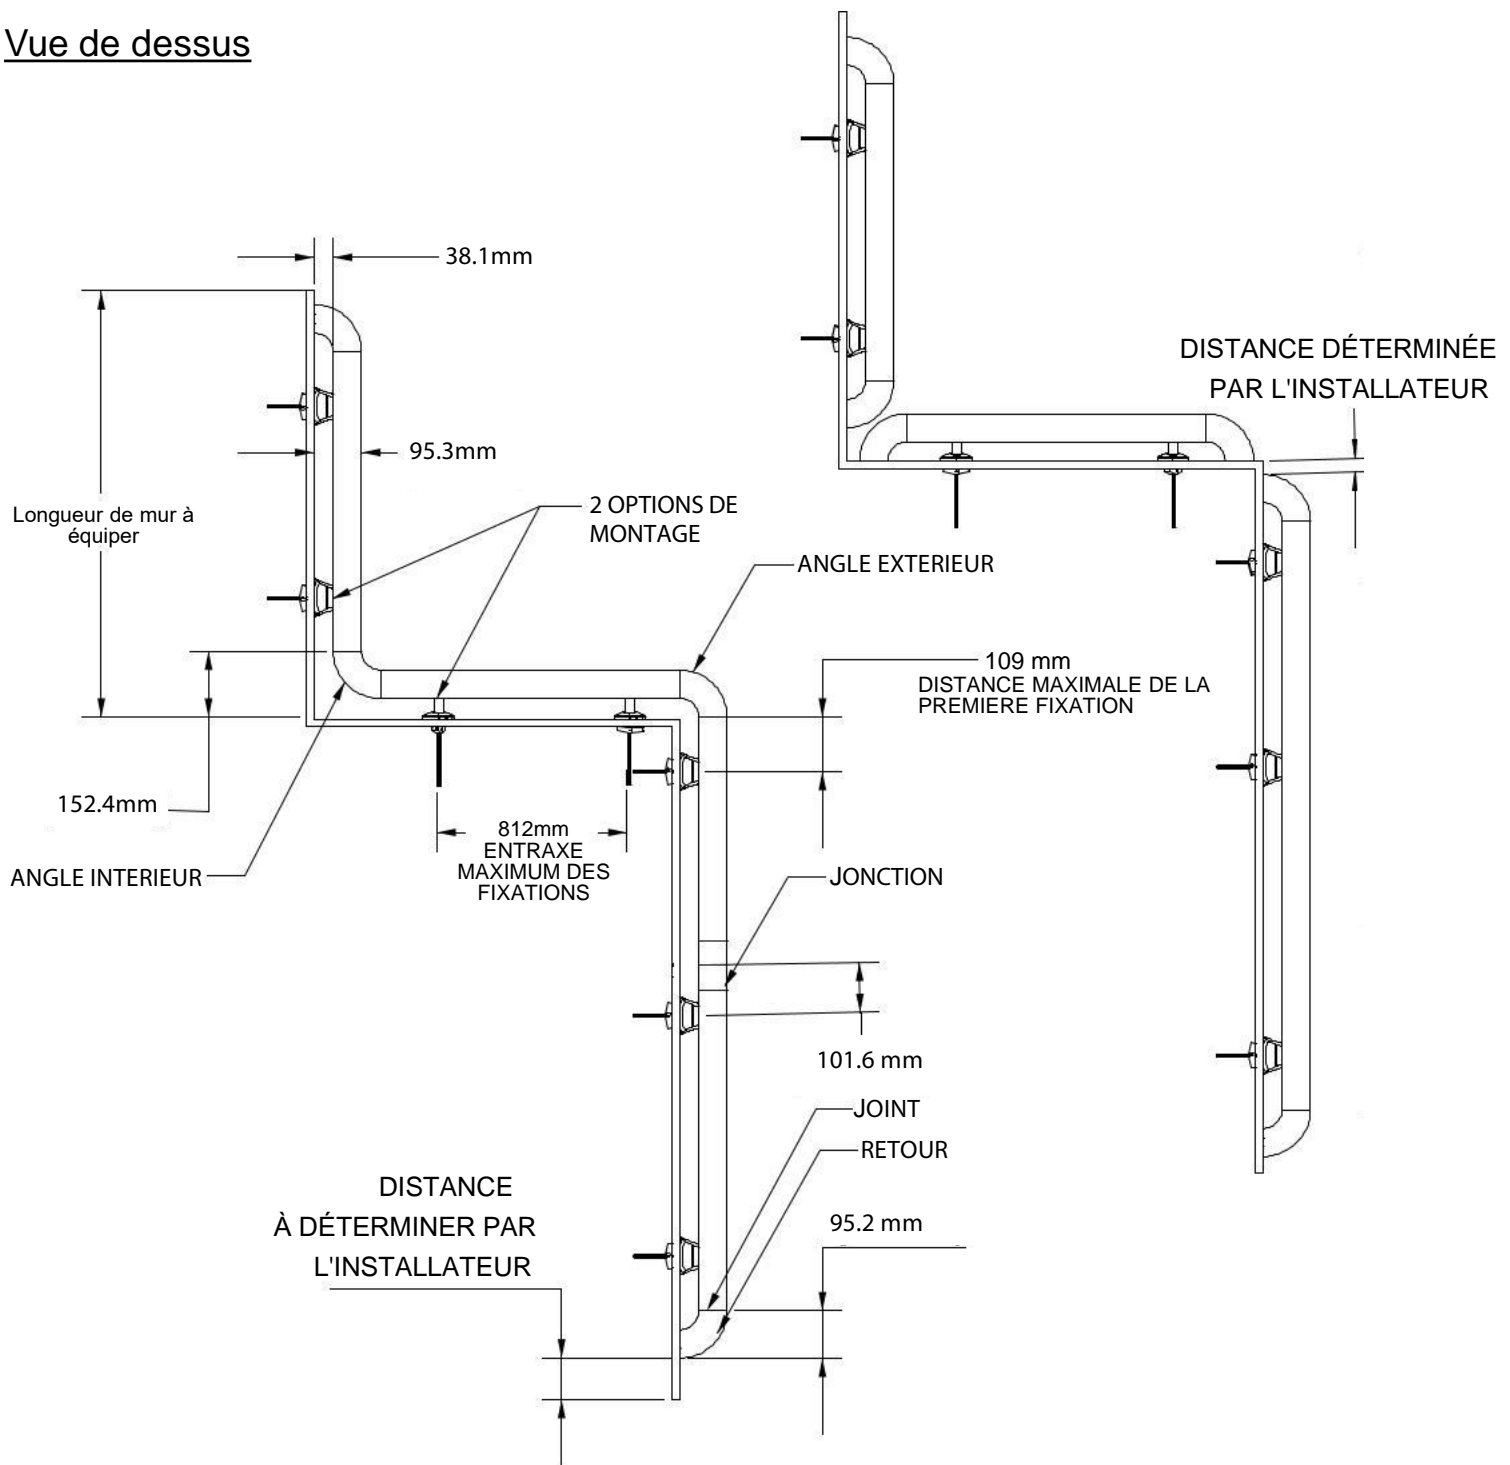 Vue de dessus
38.1mm
DISTANCE DÉTERMINÉE
PAR L'INSTALLATEUR
95.3mm
Longueur de mur à
équiper
2 OPTIONS DE
MONTAGE
ANGLE EXTERIEUR
109 mm
DISTANCE MAXIMALE DE LA
PREMIERE FIXATION
152.4mm
812mm
ENTRAXE
MAXIMUM DES
FIXATIONS
ANGLE INTERIEUR
JONCTION
101.6 mm
JOINT
RETOUR
DISTANCE
À DÉTERMINER PAR
L'INSTALLATEUR
95.2 mm